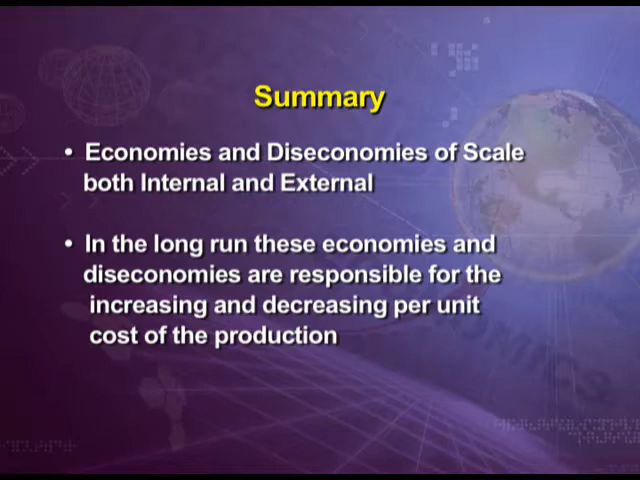 Summary
• Economies and Diseconomies of Scale
both Internal and External
• In the long run these economies and
diseconomies are responsible for the
increasing and decreasing per unit
cost of the production